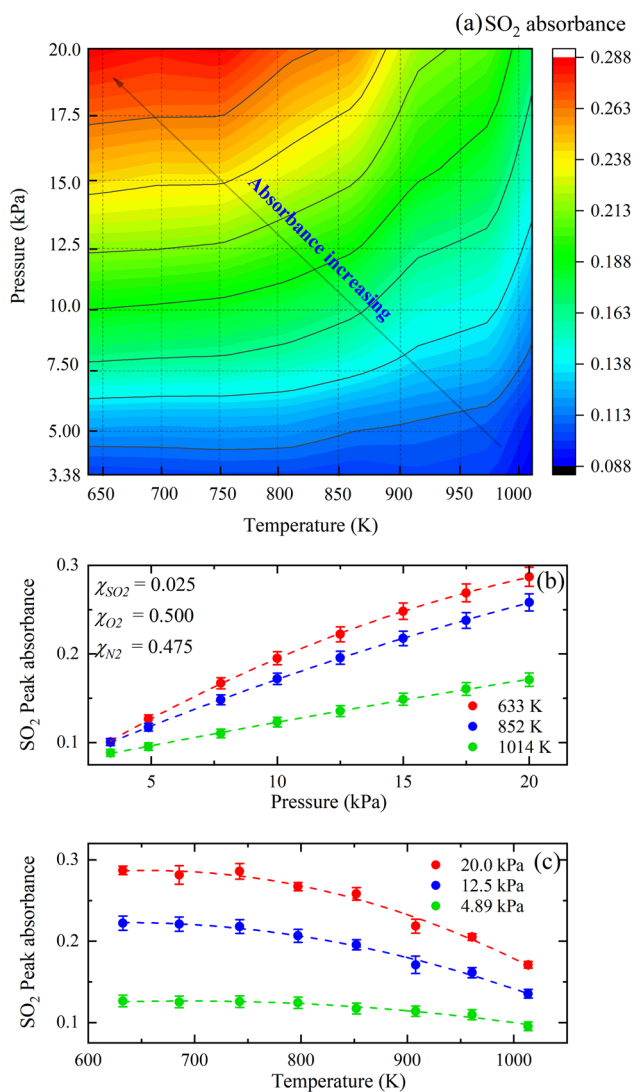 (a) SO2 absorbance
20.0
17.5
15.0
12.5
10.0
7.50
5.00
3.38
Pressure (kPa)
Absorbance increasing
650 700 750 800 850 900 950 1000
Temperature (K)
0.288
0.263
0.238
0.213
0.188
0.163
0.138
0.113
0.088
(b)
χSO2 = 0.025
χO2 = 0.500
χN2 = 0.475
0.3
0.2
0.1
SO2 Peak absorbance
633 K
852 K
1014 K
5 10 15 20
Pressure (kPa)
(c)
20.0 kPa
12.5 kPa
4.89 kPa
0.3
0.2
0.1
SO2 Peak absorbance
600 700 800 900 1000
Temperature (K)